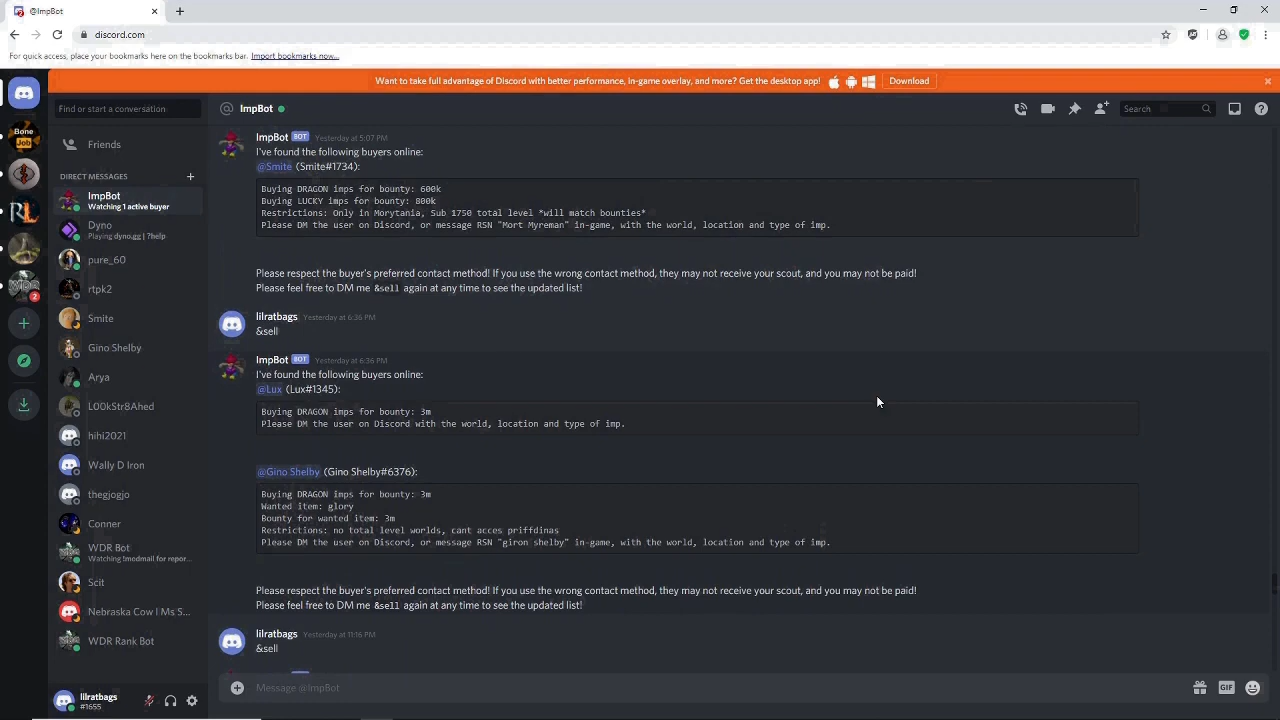 @ImpBot
discord.com
For quick access, place your bookmarks here on the bookmarks bar. Import bookmarks now...
Want to take full advantage of Discord with better performance, in-game overlay, and more? Get the desktop app! Download
Find or start a conversation
ImpBot
Search
Bone
Job
RL
WDR
2
Friends
DIRECT MESSAGES
ImpBot
Watching 1 active buyer
Dyno
Playing dyno.gg | ?help
pure_60
rtpk2
Smite
Gino Shelby
Arya
L00kStr8Ahed
hihi2021
Wally D Iron
thegjogjo
Conner
WDR Bot
Watching !modmail for repor...
Scit
Nebraska Cow I Ms S...
WDR Rank Bot
lilratbags
#1655
ImpBot BOT Yesterday at 5:07 PM
I've found the following buyers online:
@Smite (Smite#1734):
Buying DRAGON imps for bounty: 600k
Buying LUCKY imps for bounty: 800k
Restrictions: Only in Morytania, Sub 1750 total level *will match bounties*
Please DM the user on Discord, or message RSN "Mort Myreman" in-game, with the world, location and type of imp.
Please respect the buyer's preferred contact method! If you use the wrong contact method, they may not receive your scout, and you may not be paid!
Please feel free to DM me &sell again at any time to see the updated list!
lilratbags Yesterday at 6:36 PM
&sell
ImpBot BOT Yesterday at 6:36 PM
I've found the following buyers online:
@Lux (Lux#1345):
Buying DRAGON imps for bounty: 3m
Please DM the user on Discord with the world, location and type of imp.
@Gino Shelby (Gino Shelby#6376):
Buying DRAGON imps for bounty: 3m
Wanted item: glory
Bounty for wanted item: 3m
Restrictions: no total level worlds, cant acces priffdinas
Please DM the user on Discord, or message RSN "giron shelby" in-game, with the world, location and type of imp.
Please respect the buyer's preferred contact method! If you use the wrong contact method, they may not receive your scout, and you may not be paid!
Please feel free to DM me &sell again at any time to see the updated list!
lilratbags Yesterday at 11:16 PM
&sell
Message @ImpBot
GIF